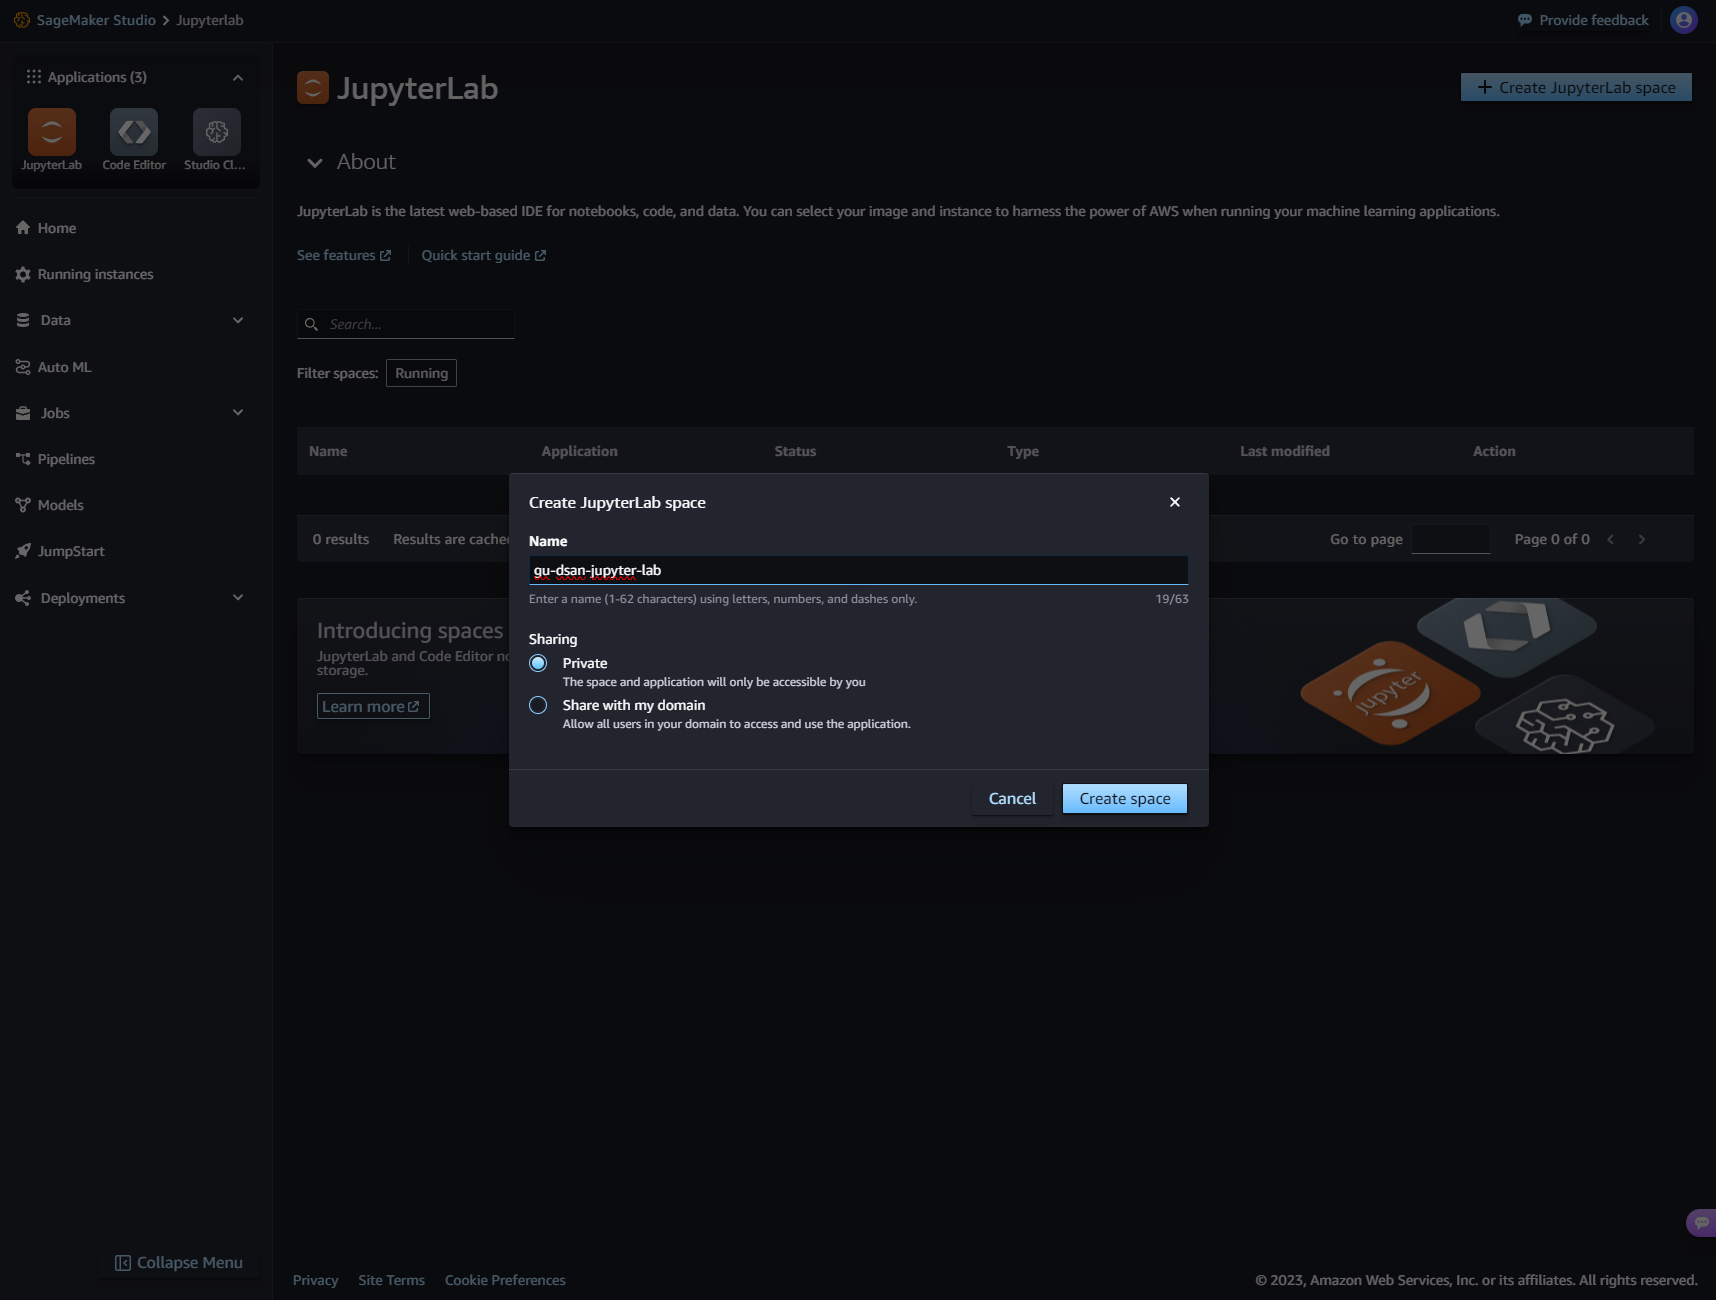 SageMaker Studio > Jupyterlab
Provide feedback
Applications (3)
JupyterLab
Code Editor
Studio Cl...
Home
Running instances
Data
Auto ML
Jobs
Pipelines
Models
JumpStart
Deployments
Collapse Menu
JupyterLab
+ Create JupyterLab space
About
JupyterLab is the latest web-based IDE for notebooks, code, and data. You can select your image and instance to harness the power of AWS when running your machine learning applications.
See features
Quick start guide
Search...
Filter spaces: Running
Name Application Status Type Last modified Action
0 results Results are cached
Go to page Page 0 of 0
Introducing spaces
JupyterLab and Code Editor
storage.
Learn more
jupyter
Create JupyterLab space
Name
gu-dsan-jupyter-lab
Enter a name (1-62 characters) using letters, numbers, and dashes only. 19/63
Sharing
Private
The space and application will only be accessible by you
Share with my domain
Allow all users in your domain to access and use the application.
Cancel Create space
Privacy Site Terms Cookie Preferences
© 2023, Amazon Web Services, Inc. or its affiliates. All rights reserved.